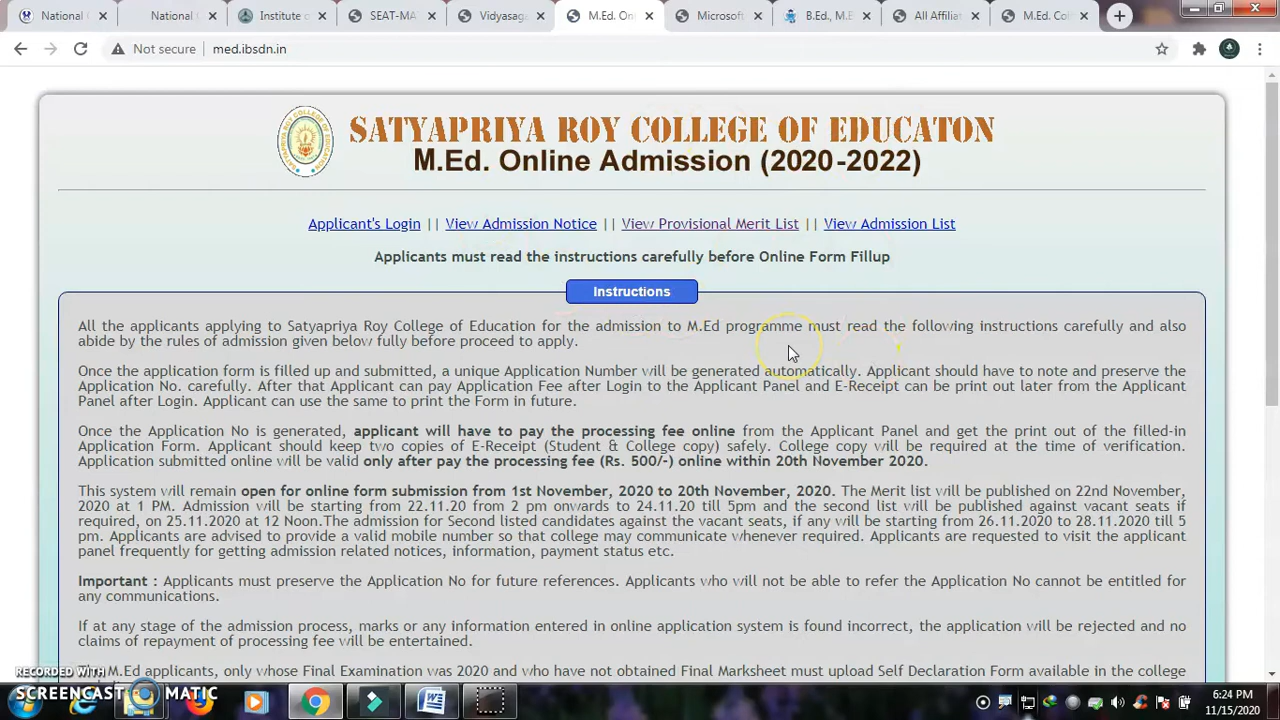 National C
National U
Institute o
SEAT-MA
Vidyasag
M.Ed. On
Microsoft
B.Ed., M.E
All Affilia
M.Ed. Col
Not secure
med.ibsdn.in
SATYAPRIYA ROY COLLEGE OF EDUCATON
M.Ed. Online Admission (2020-2022)
Applicant's Login || View Admission Notice || View Provisional Merit List || View Admission List
Applicants must read the instructions carefully before Online Form Fillup
Instructions
All the applicants applying to Satyapriya Roy College of Education for the admission to M.Ed programme must read the following instructions carefully and also
abide by the rules of admission given below fully before proceed to apply.
Once the application form is filled up and submitted, a unique Application Number will be generated automatically. Applicant should have to note and preserve the
Application No. carefully. After that Applicant can pay Application Fee after Login to the Applicant Panel and E-Receipt can be print out later from the Applicant
Panel after Login. Applicant can use the same to print the Form in future.
Once the Application No is generated, applicant will have to pay the processing fee online from the Applicant Panel and get the print out of the filled-in
Application Form. Applicant should keep two copies of E-Receipt (Student & College copy) safely. College copy will be required at the time of verification.
Application submitted online will be valid only after pay the processing fee (Rs. 500/-) online within 20th November 2020.
This system will remain open for online form submission from 1st November, 2020 to 20th November, 2020. The Merit list will be published on 22nd November,
2020 at 1 PM. Admission will be starting from 22.11.20 from 2 pm onwards to 24.11.20 till 5pm and the second list will be published against vacant seats if
required, on 25.11.2020 at 12 Noon.The admission for Second listed candidates against the vacant seats, if any will be starting from 26.11.2020 to 28.11.2020 till 5
pm. Applicants are advised to provide a valid mobile number so that college may communicate whenever required. Applicants are requested to visit the applicant
panel frequently for getting admission related notices, information, payment status etc.
Important : Applicants must preserve the Application No for future references. Applicants who will not be able to refer the Application No cannot be entitled for
any communications.
If at any stage of the admission process, marks or any information entered in online application system is found incorrect, the application will be rejected and no
claims of repayment of processing fee will be entertained.
M.Ed applicants, only whose Final Examination was 2020 and who have not obtained Final Marksheet must upload Self Declaration Form available in the college
RECORDED WITH
SCREENCAST MATIC
6:24 PM
11/15/2020